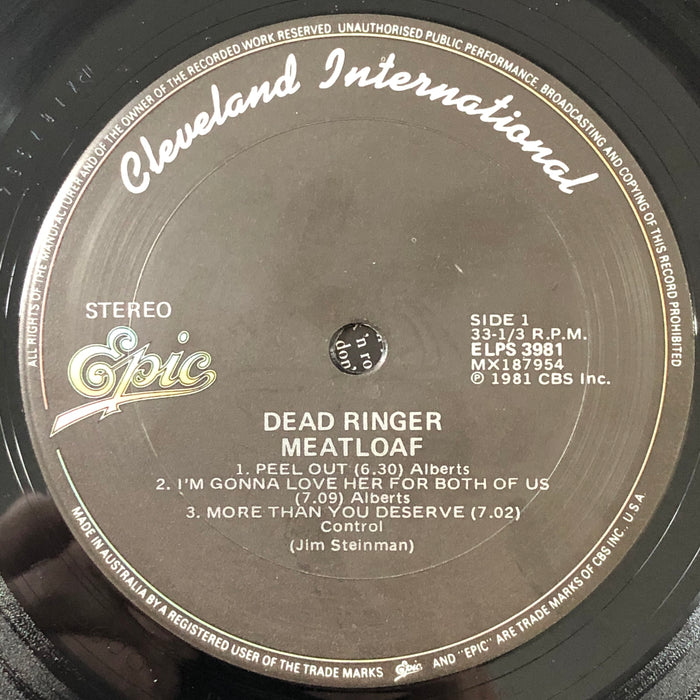 ALL RIGHTS OF THE MANUFACTURER AND OF THE OWNER OF THE RECORDED WORK RESERVED. UNAUTHORISED PUBLIC PERFORMANCE, BROADCASTING AND COPYING OF THIS RECORD PROHIBITED
Cleveland International
STEREO
Epic
SIDE 1
33-1/3 R.P.M.
ELPS 3981
MX187954
℗ 1981 CBS Inc.
'n ro
don'
DEAD RINGER
MEATLOAF
1. PEEL OUT (6.30) Alberts
2. I'M GONNA LOVE HER FOR BOTH OF US
(7.09) Alberts
3. MORE THAN YOU DESERVE (7.02)
Control
(Jim Steinman)
MADE IN AUSTRALIA BY A REGISTERED USER OF THE TRADE MARKS Epic AND "EPIC" ARE TRADE MARKS OF CBS INC., U.S.A.